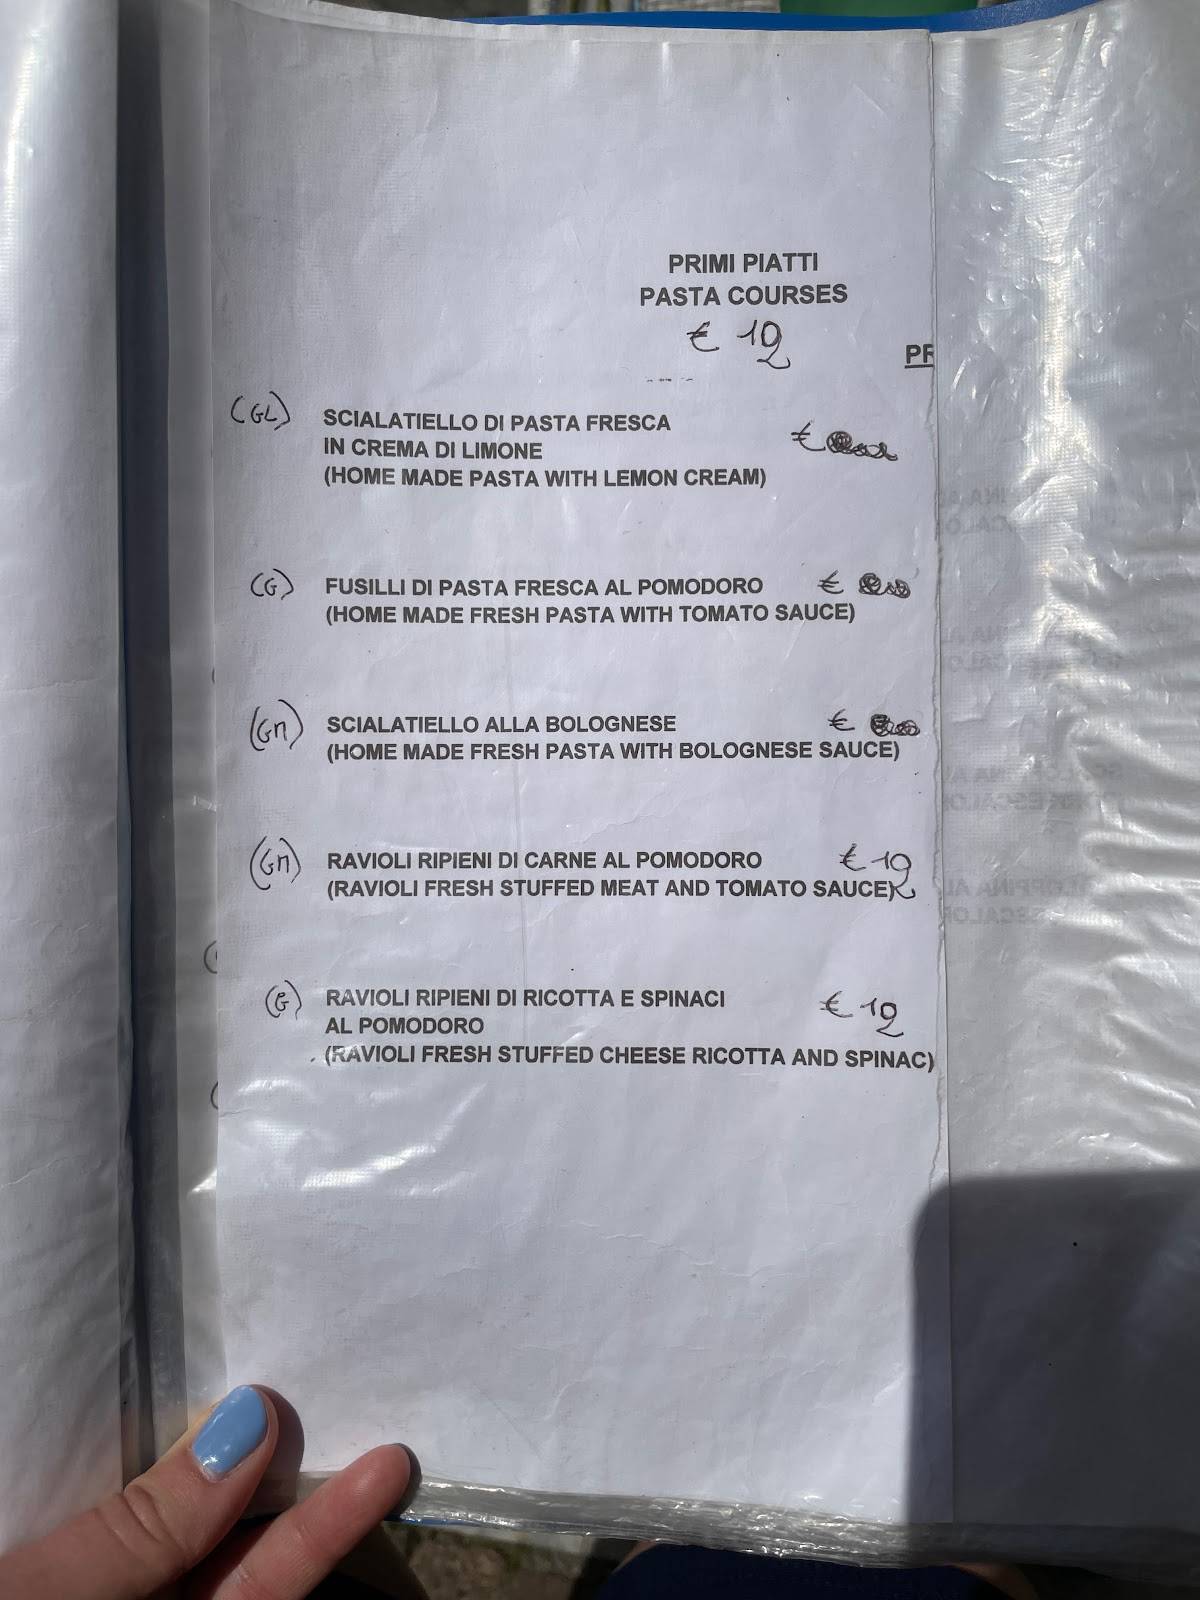 PRIMI PIATTI
PASTA COURSES
€ 12
PR
(GL) SCIALATIELLO DI PASTA FRESCA
IN CREMA DI LIMONE €
(HOME MADE PASTA WITH LEMON CREAM)
(G) FUSILLI DI PASTA FRESCA AL POMODORO €
(HOME MADE FRESH PASTA WITH TOMATO SAUCE)
(GM) SCIALATIELLO ALLA BOLOGNESE €
(HOME MADE FRESH PASTA WITH BOLOGNESE SAUCE)
(GM) RAVIOLI RIPIENI DI CARNE AL POMODORO € 12
(RAVIOLI FRESH STUFFED MEAT AND TOMATO SAUCE)
(G) RAVIOLI RIPIENI DI RICOTTA E SPINACI € 12
AL POMODORO
(RAVIOLI FRESH STUFFED CHEESE RICOTTA AND SPINAC)